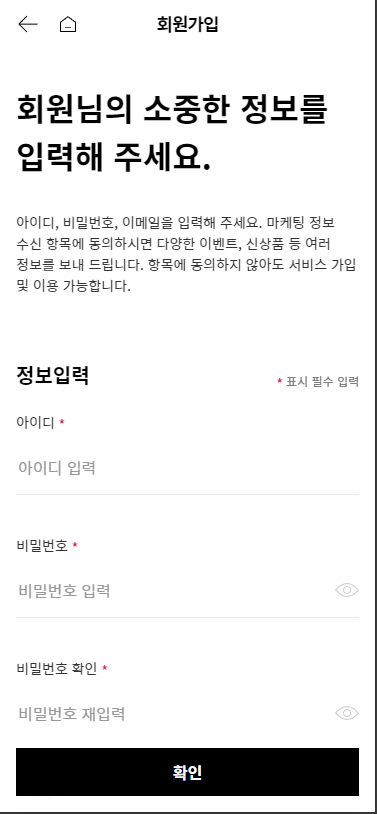 회원가입
회원님의 소중한 정보를
입력해 주세요.
아이디, 비밀번호, 이메일을 입력해 주세요. 마케팅 정보
수신 항목에 동의하시면 다양한 이벤트, 신상품 등 여러
정보를 보내 드립니다. 항목에 동의하지 않아도 서비스 가입
및 이용 가능합니다.
정보입력
* 표시 필수 입력
아이디 *
아이디 입력
비밀번호 *
비밀번호 입력
비밀번호 확인 *
비밀번호 재입력
확인